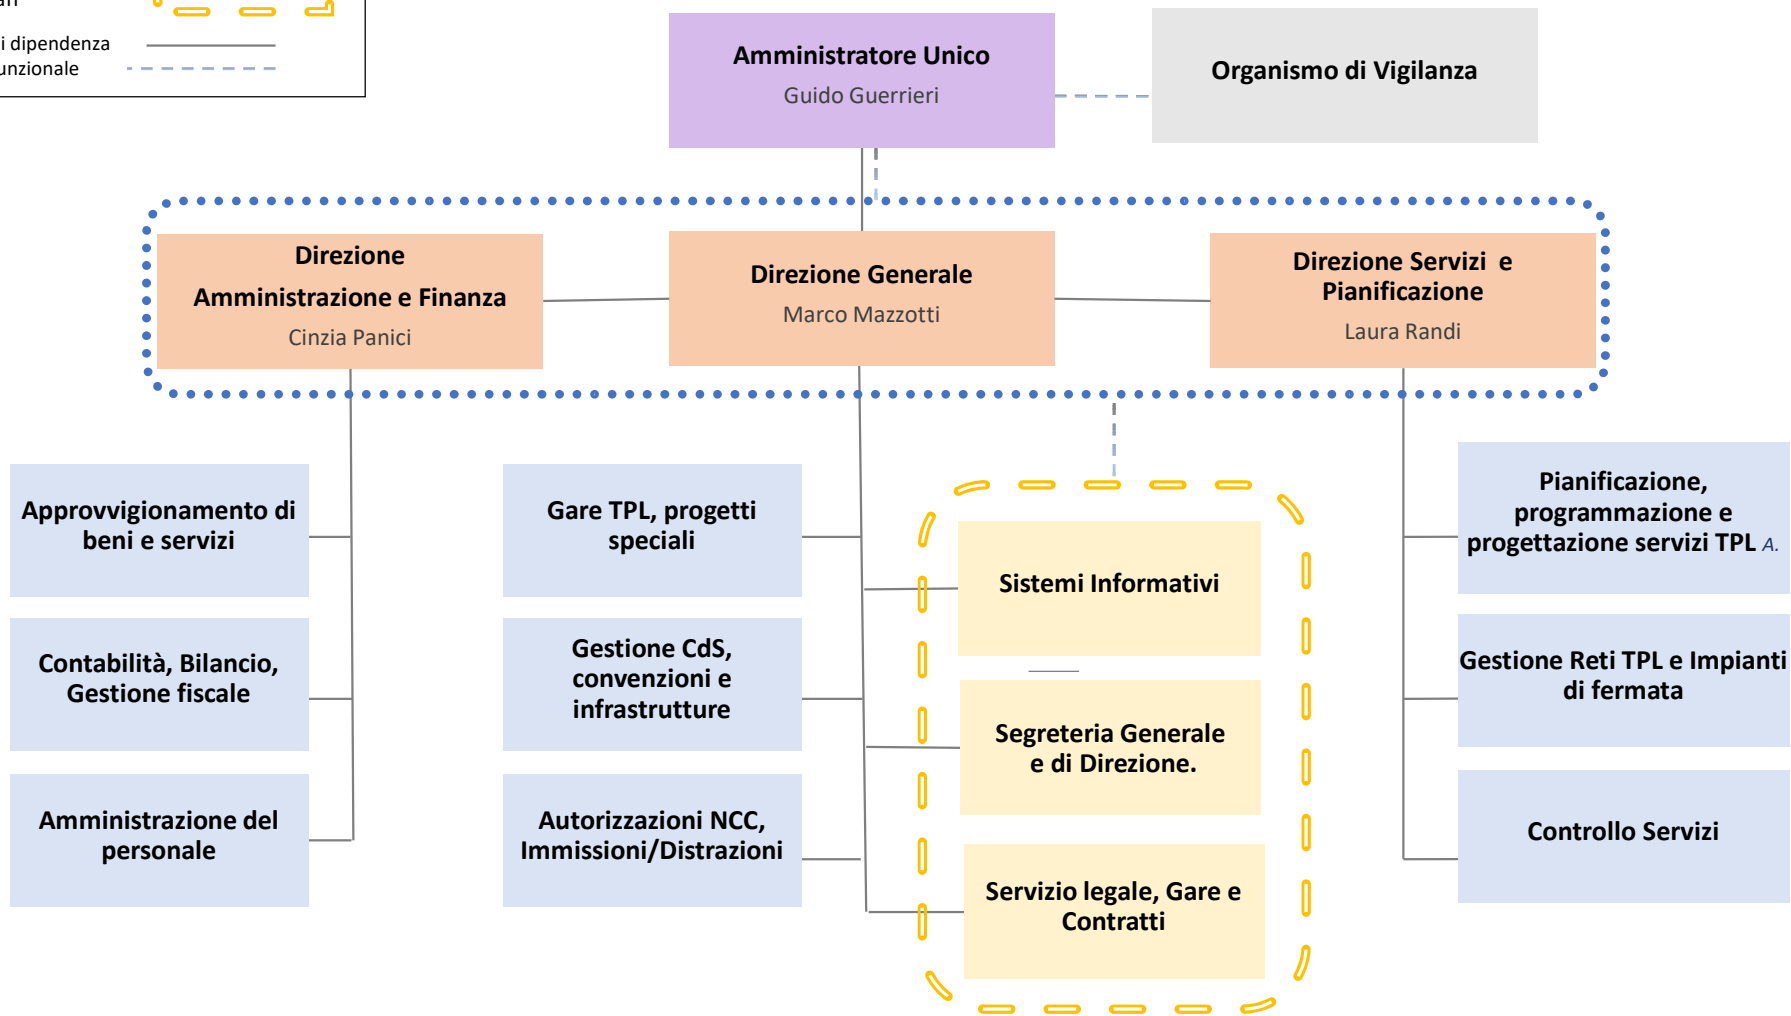 i dipendenza
unzionale
Amministratore Unico
Guido Guerrieri
Organismo di Vigilanza
Direzione
Amministrazione e Finanza
Cinzia Panici
Direzione Generale
Marco Mazzotti
Direzione Servizi e
Pianificazione
Laura Randi
Approvvigionamento di
beni e servizi
Contabilità, Bilancio,
Gestione fiscale
Amministrazione del
personale
Gare TPL, progetti
speciali
Gestione CdS,
convenzioni e
infrastrutture
Autorizzazioni NCC,
Immissioni/Distrazioni
Sistemi Informativi
Segreteria Generale
e di Direzione.
Servizio legale, Gare e
Contratti
Pianificazione,
programmazione e
progettazione servizi TPL A.
Gestione Reti TPL e Impianti
di fermata
Controllo Servizi